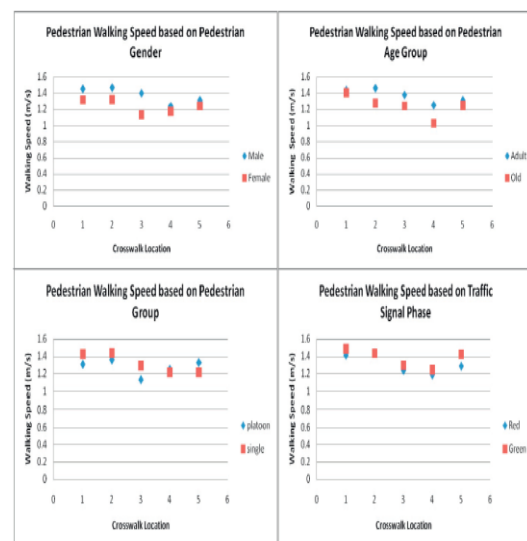 Pedestrian Walking Speed based on Pedestrian
Gender
Walking Speed (m/s)
1.6
1.4
1.2
1
0.8
0.6
0.4
0.2
0
0 1 2 3 4 5 6
Crosswalk Location
Male
Female
Pedestrian Walking Speed based on Pedestrian
Age Group
Walking Speed (m/s)
1.6
1.4
1.2
1
0.8
0.6
0.4
0.2
0
0 1 2 3 4 5 6
Crosswalk Location
Adult
Old
Pedestrian Walking Speed based on Pedestrian
Group
Walking Speed (m/s)
1.6
1.4
1.2
1
0.8
0.6
0.4
0.2
0
0 1 2 3 4 5 6
Crosswalk Location
platoon
single
Pedestrian Walking Speed based on Traffic
Signal Phase
Walking Speed (m/s)
1.6
1.4
1.2
1
0.8
0.6
0.4
0.2
0
0 1 2 3 4 5 6
Crosswalk Location
Red
Green